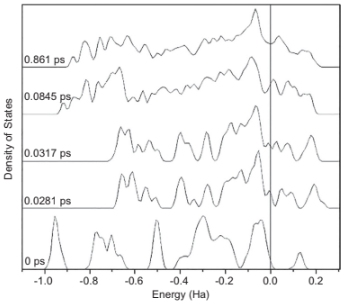 0.861 ps
0.0845 ps
0.0317 ps
0.0281 ps
0 ps
Density of States
-1.0 -0.8 -0.6 -0.4 -0.2 0.0 0.2
Energy (Ha)